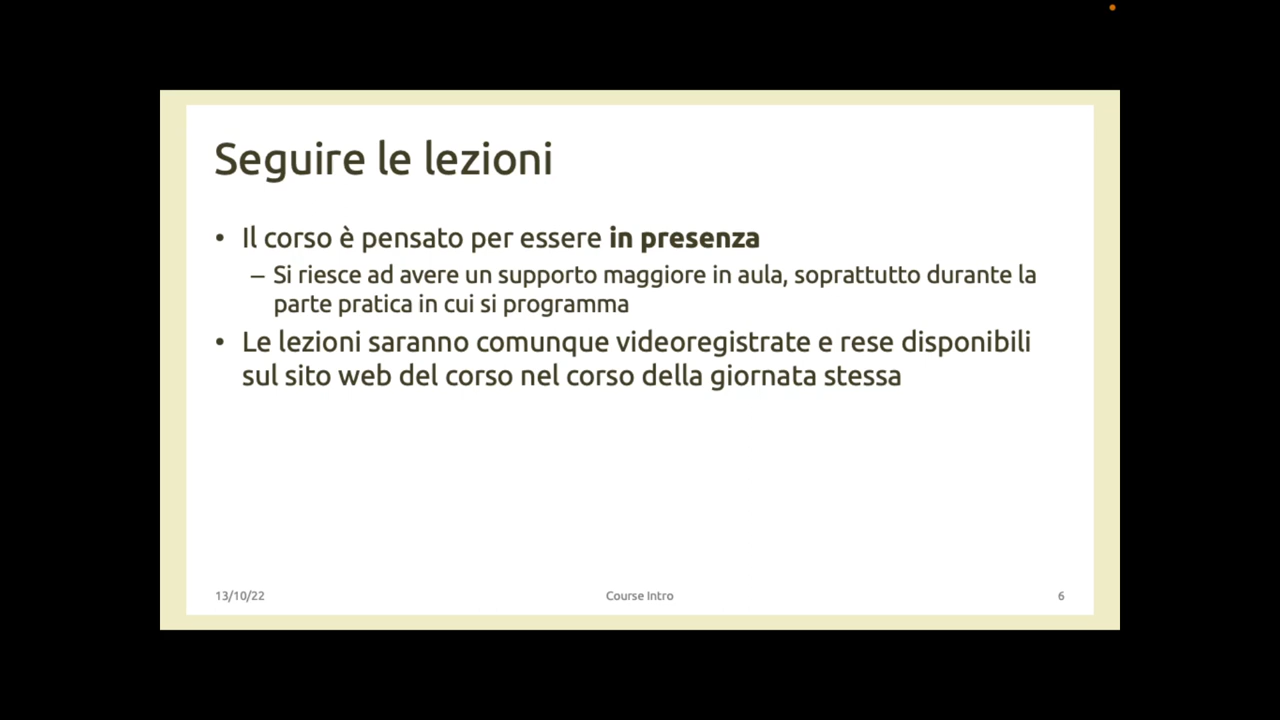 Seguire le lezioni
• Il corso è pensato per essere in presenza
– Si riesce ad avere un supporto maggiore in aula, soprattutto durante la
parte pratica in cui si programma
• Le lezioni saranno comunque videoregistrate e rese disponibili
sul sito web del corso nel corso della giornata stessa
13/10/22
Course Intro
6